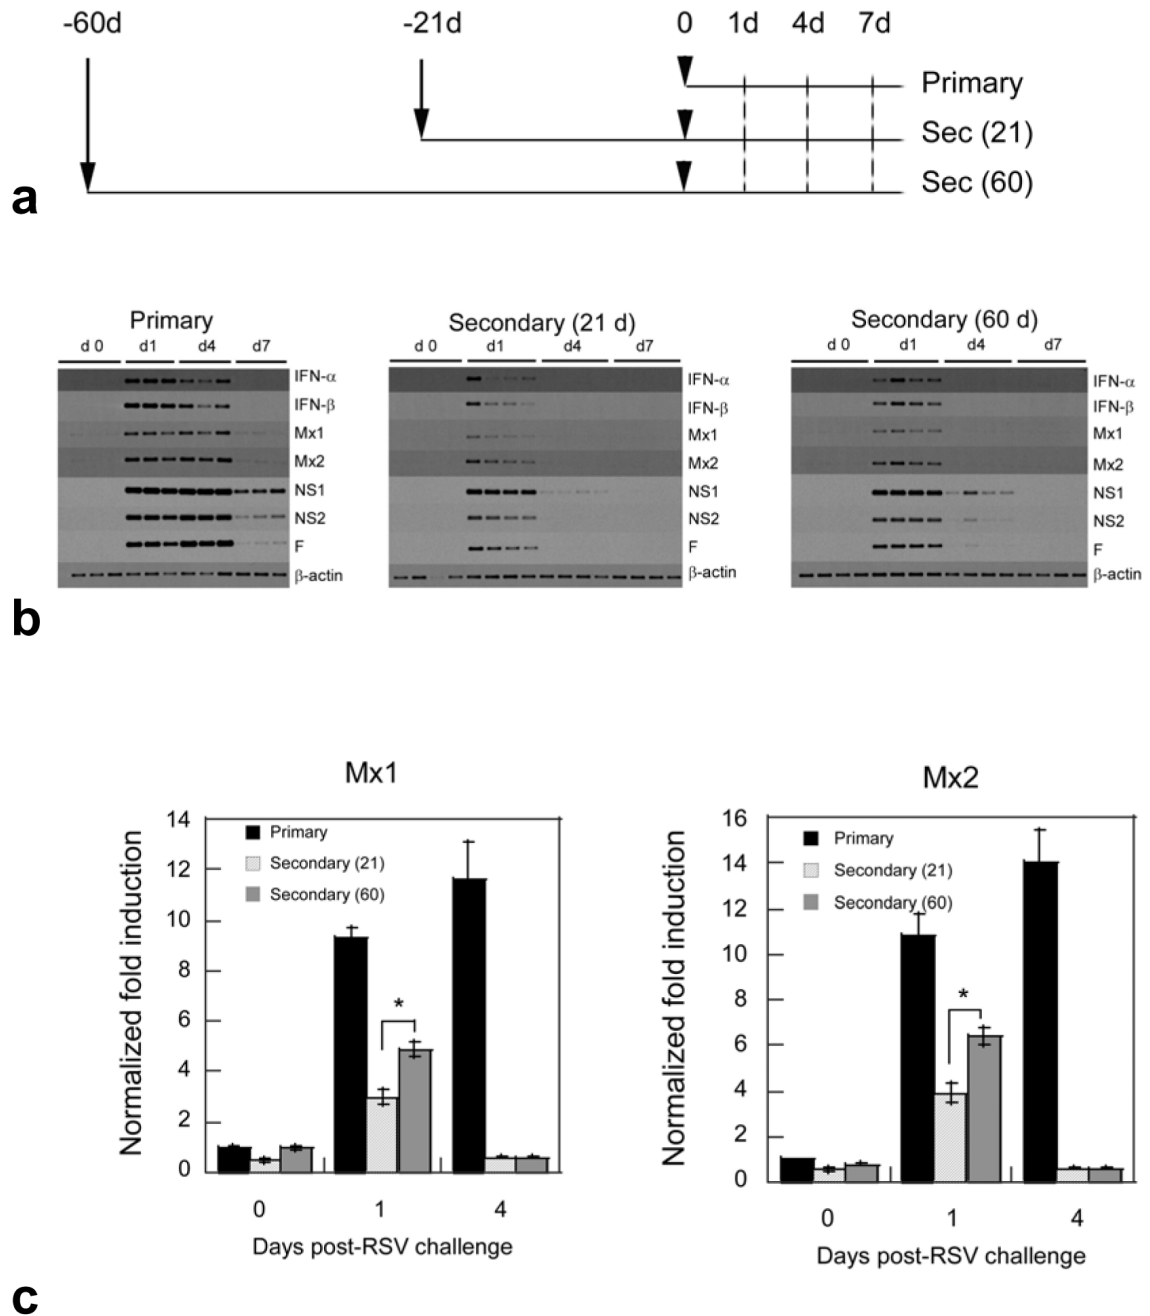 -60d -21d 0 1d 4d 7d
Primary
Sec (21)
Sec (60)
a
Primary
d 0 d1 d4 d7
IFN-α
IFN-β
Mx1
Mx2
NS1
NS2
F
β-actin
Secondary (21 d)
d 0 d1 d4 d7
IFN-α
IFN-β
Mx1
Mx2
NS1
NS2
F
β-actin
Secondary (60 d)
d 0 d1 d4 d7
IFN-α
IFN-β
Mx1
Mx2
NS1
NS2
F
β-actin
b
Mx1
Normalized fold induction
14
12
10
8
6
4
2
0
Primary
Secondary (21)
Secondary (60)
*
0 1 4
Days post-RSV challenge
Mx2
Normalized fold induction
16
14
12
10
8
6
4
2
0
Primary
Secondary (21)
Secondary (60)
*
0 1 4
Days post-RSV challenge
c